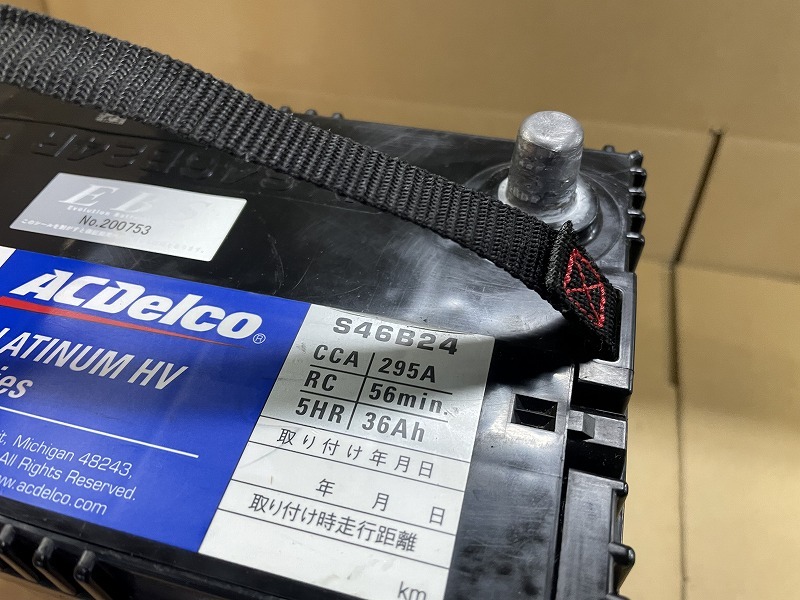 No.200753
ACDelco®
LATINUM HV
ies
it, Michigan 48243,
All Rights Reserved.
www.acdelco.com
S46B24
CCA 295A
RC 56min.
5HR 36Ah
取り付け年月日
年 月 日
取り付け時走行距離
km